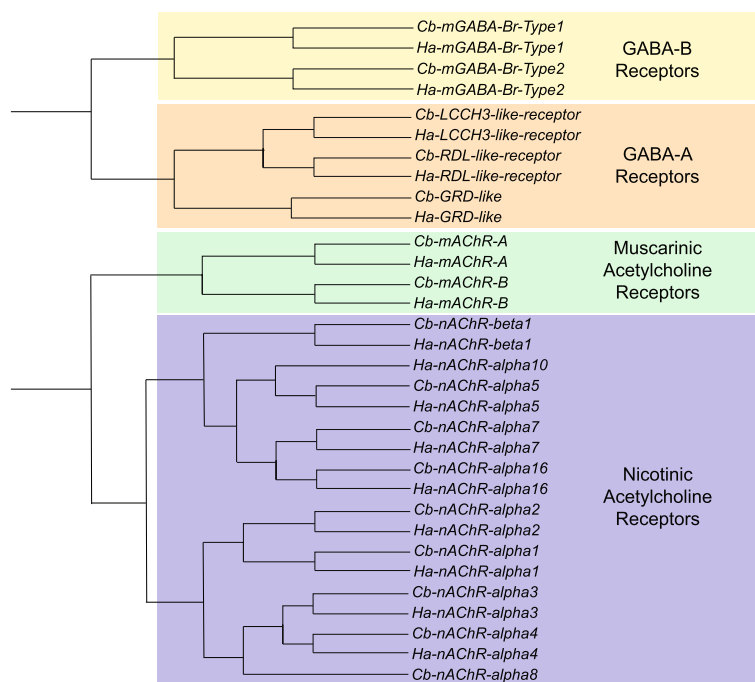 Cb-mGABA-Br-Type1
Ha-mGABA-Br-Type1
Cb-mGABA-Br-Type2
Ha-mGABA-Br-Type2
GABA-B
Receptors
Cb-LCCH3-like-receptor
Ha-LCCH3-like-receptor
Cb-RDL-like-receptor
Ha-RDL-like-receptor
Cb-GRD-like
Ha-GRD-like
GABA-A
Receptors
Cb-mAChR-A
Ha-mAChR-A
Cb-mAChR-B
Ha-mAChR-B
Muscarinic
Acetylcholine
Receptors
Cb-nAChR-beta1
Ha-nAChR-beta1
Ha-nAChR-alpha10
Cb-nAChR-alpha5
Ha-nAChR-alpha5
Cb-nAChR-alpha7
Ha-nAChR-alpha7
Cb-nAChR-alpha16
Ha-nAChR-alpha16
Cb-nAChR-alpha2
Ha-nAChR-alpha2
Cb-nAChR-alpha1
Ha-nAChR-alpha1
Cb-nAChR-alpha3
Ha-nAChR-alpha3
Cb-nAChR-alpha4
Ha-nAChR-alpha4
Cb-nAChR-alpha8
Nicotinic
Acetylcholine
Receptors